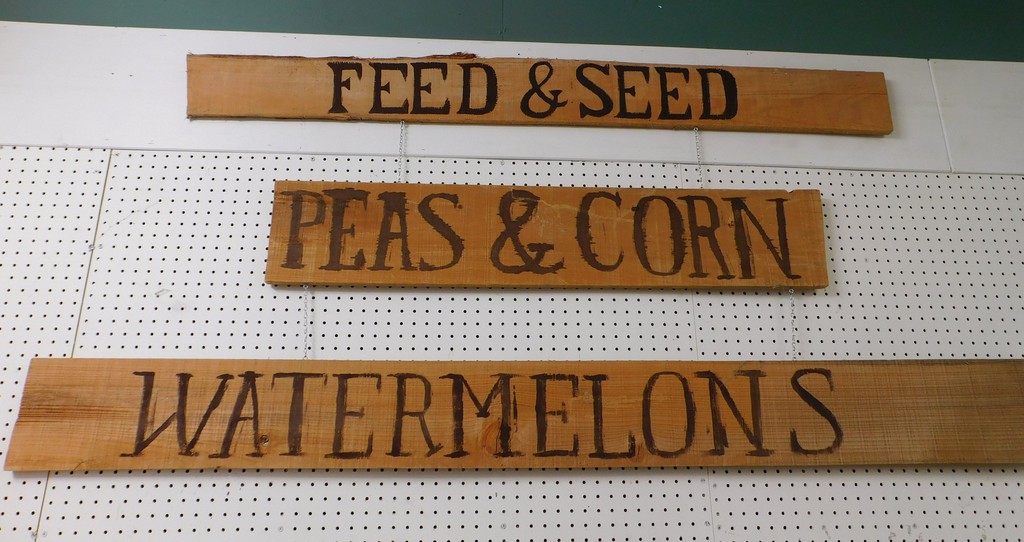 FEED & SEED
PEAS & CORN
WATERMELONS